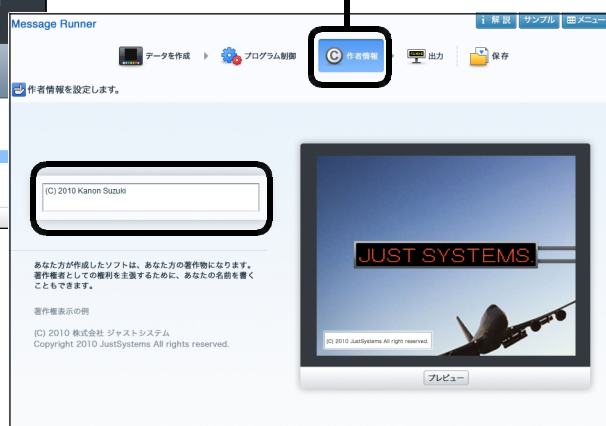 Message Runner
i 解説 サンプル メニュー
データを作成 プログラム制御 © 作者情報 出力 保存
作者情報を設定します。
(C) 2010 Kanon Suzuki
JUST SYSTEMS.
あなた方が作成したソフトは、あなた方の著作物になります。
著作権者としての権利を主張するために、あなたの名前を書く
こともできます。
著作権表示の例
(C) 2010 株式会社 ジャストシステム
Copyright 2010 JustSystems All rights reserved.
(C) 2010 JustSystems All right reserved.
プレビュー